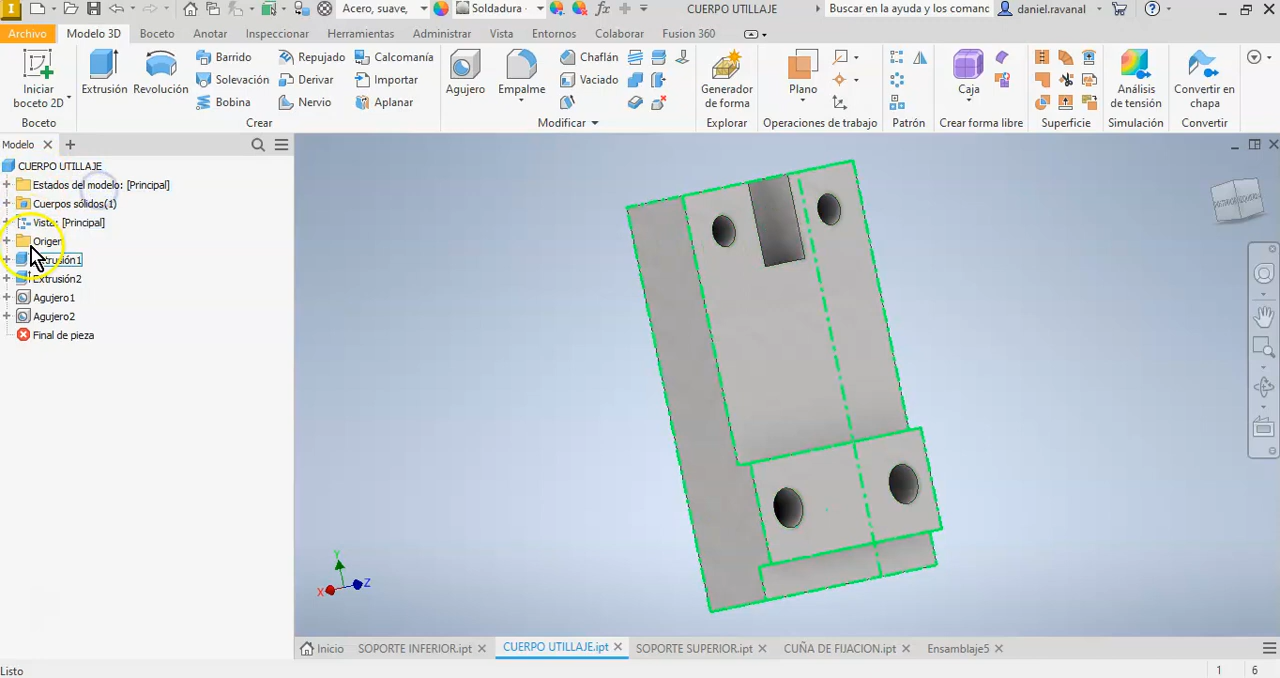 Acero, suave,
Soldadura
fx
CUERPO UTILLAJE
Buscar en la ayuda y los comanc
daniel.ravanal
Archivo
Modelo 3D
Boceto
Anotar
Inspeccionar
Herramientas
Administrar
Vista
Entornos
Colaborar
Fusion 360
Iniciar
boceto 2D
Boceto
Extrusión
Revolución
Barrido
Solevación
Bobina
Repujado
Derivar
Nervio
Calcomanía
Importar
Aplanar
Crear
Agujero
Empalme
Chaflán
Vaciado
Modificar
Generador
de forma
Explorar
Plano
Operaciones de trabajo
Patrón
Caja
Crear forma libre
Superficie
Análisis
de tensión
Simulación
Convertir en
chapa
Convertir
Modelo
CUERPO UTILLAJE
Estados del modelo: [Principal]
Cuerpos sólidos(1)
Vista: [Principal]
Origen
Extrusión1
Extrusión2
Agujero1
Agujero2
Final de pieza
Y
X
Z
Inicio
SOPORTE INFERIOR.ipt
CUERPO UTILLAJE.ipt
SOPORTE SUPERIOR.ipt
CUÑA DE FIJACION.ipt
Ensamblaje5
Listo
1
6